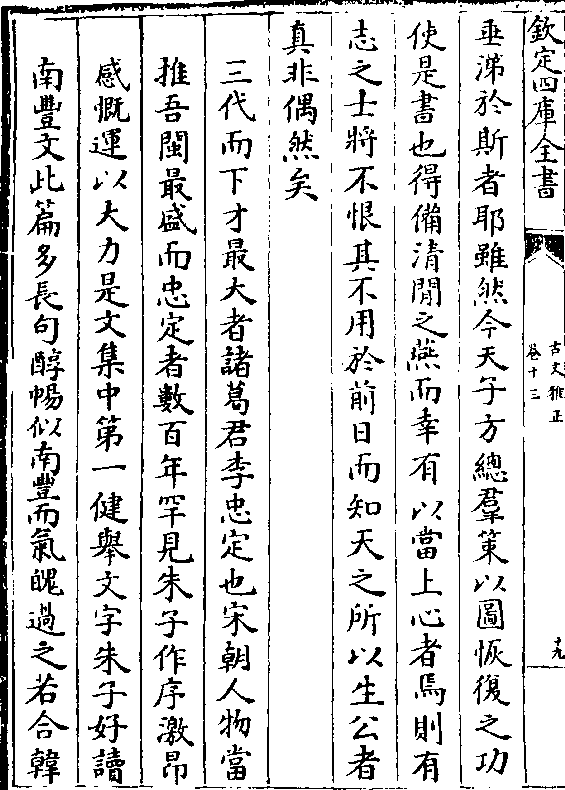 欽定四庫全書
古文雅正
卷十三
十九
垂涕於斯者耶雖然今天子方總羣策以圖恢復之功
使是書也得備清閒之燕而幸有以當上心者焉則有
志之士將不恨其不用於前日而知天之所以生公者
真非偶然矣
三代而下才最大者諸葛君李忠定也宋朝人物當
推吾閩最盛而忠定者數百年罕見朱子作序激昂
感慨運以大力是文集中第一健舉文字朱子好讀
南豐文此篇多長句醇暢似南豐而氣魄過之若合韓